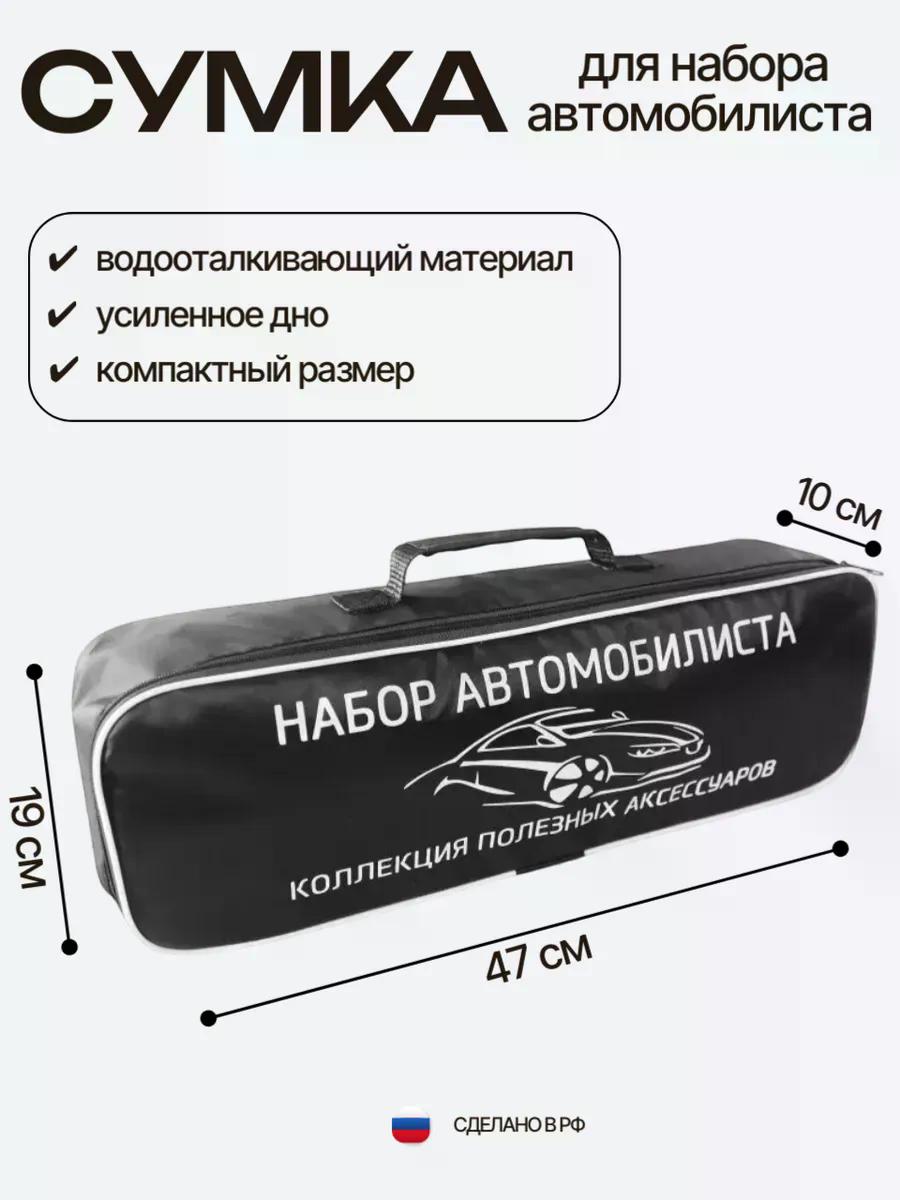 СУМКА
для набора
автомобилиста
✔ водооталкивающий материал
✔ усиленное дно
✔ компактный размер
10 см
НАБОР АВТОМОБИЛИСТА
КОЛЛЕКЦИЯ ПОЛЕЗНЫХ АКСЕССУАРОВ
19 см
47 см
СДЕЛАНО В РФ